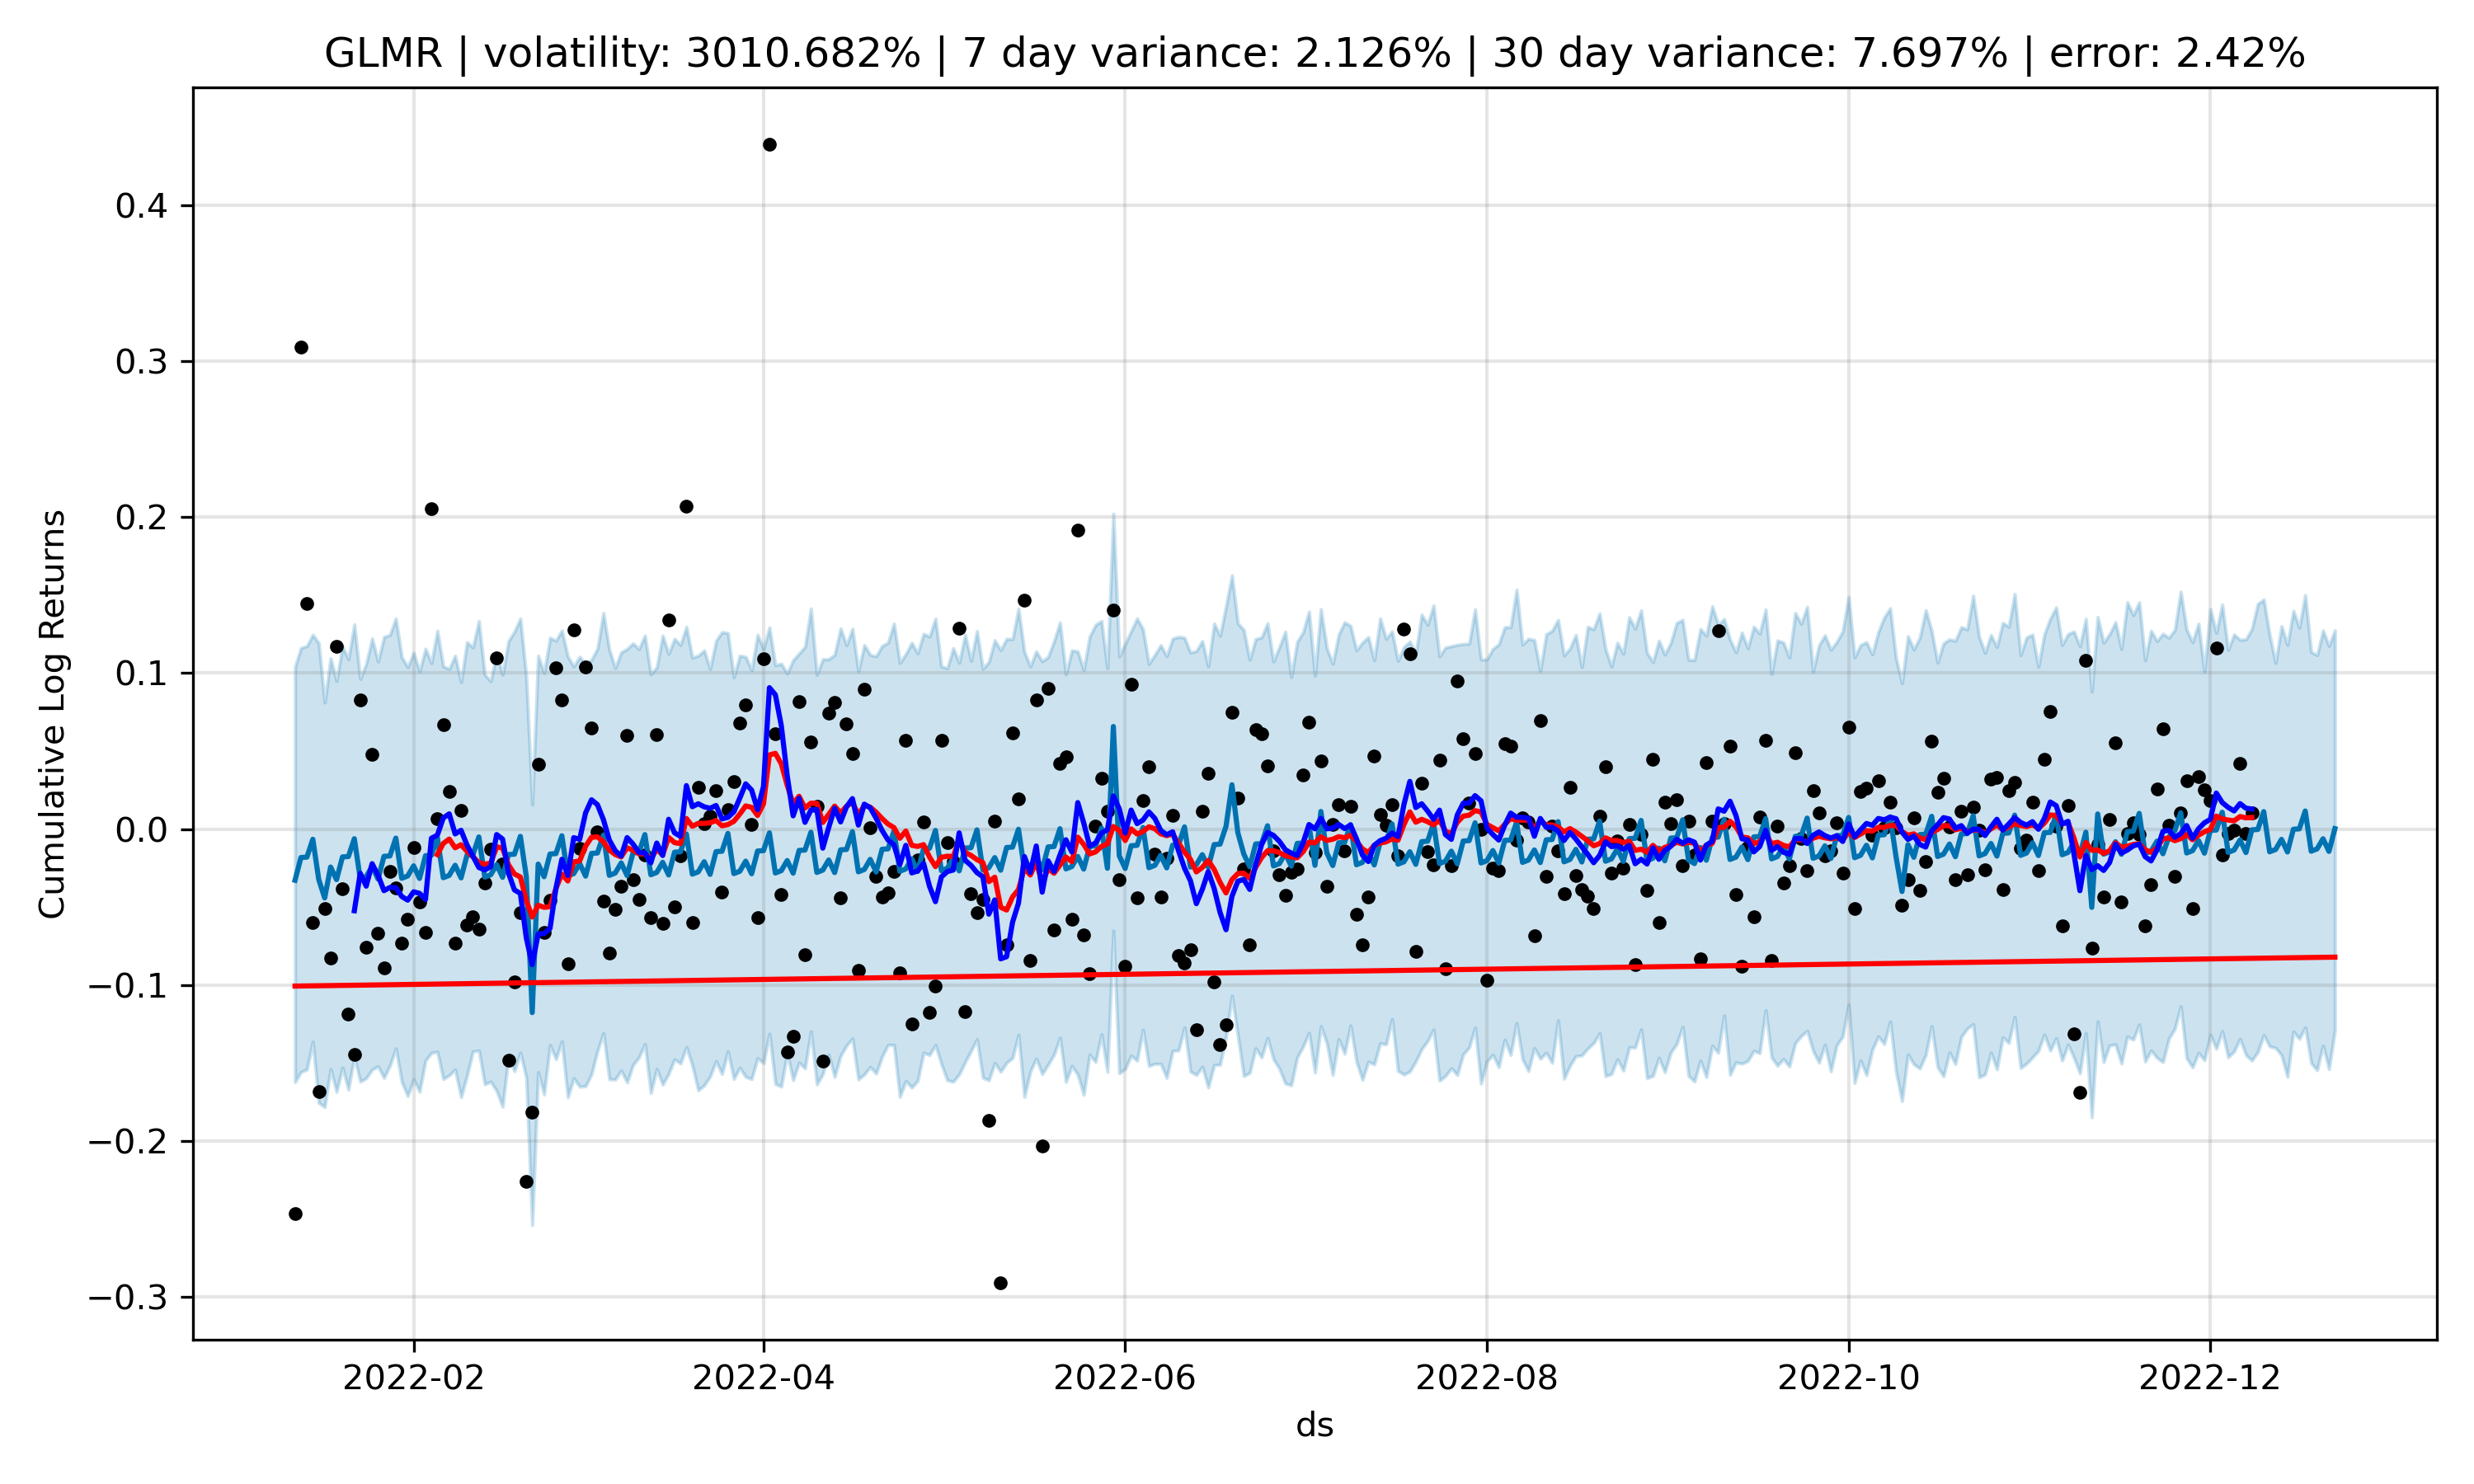 GLMR | volatility: 3010.682% | 7 day variance: 2.126% | 30 day variance: 7.697% | error: 2.42%
Cumulative Log Returns
0.4
0.3
0.2
0.1
0.0
−0.1
−0.2
−0.3
2022-02 2022-04 2022-06 2022-08 2022-10 2022-12
ds